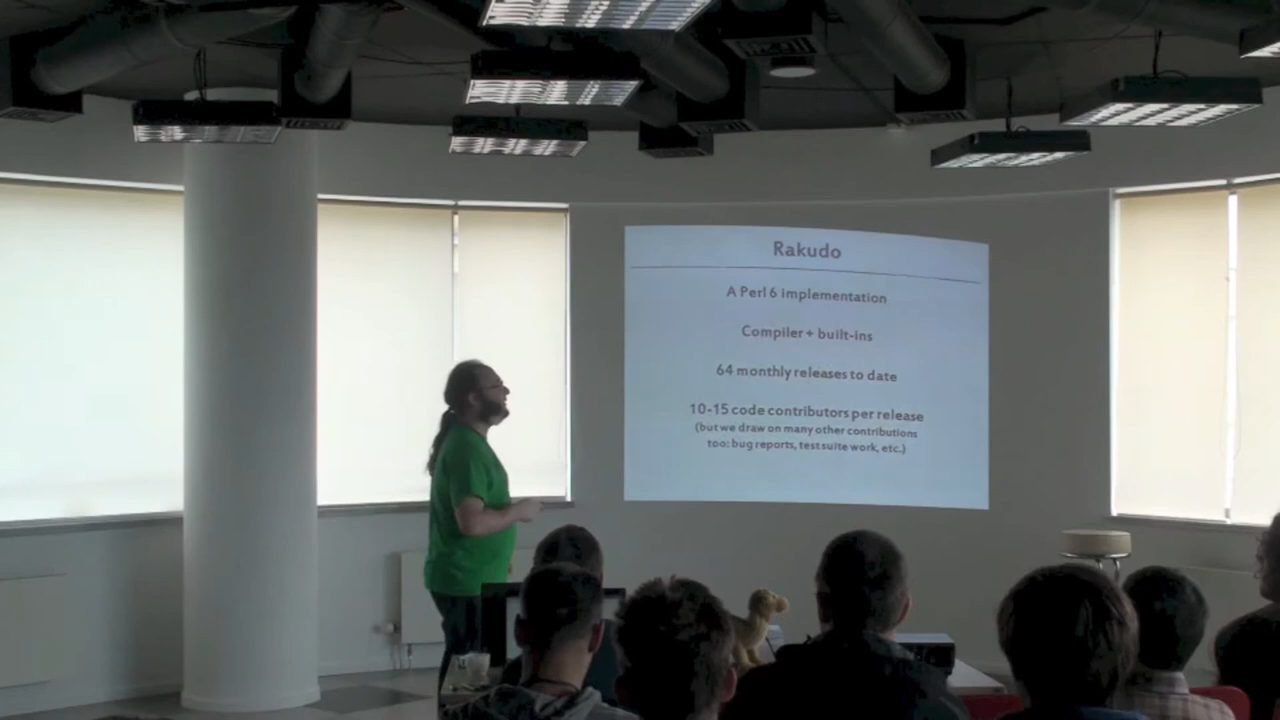 Rakudo
A Perl 6 implementation
Compiler + built-ins
64 monthly releases to date
10-15 code contributors per release
(but we draw on many other contributions
too: bug reports, test suite work, etc.)